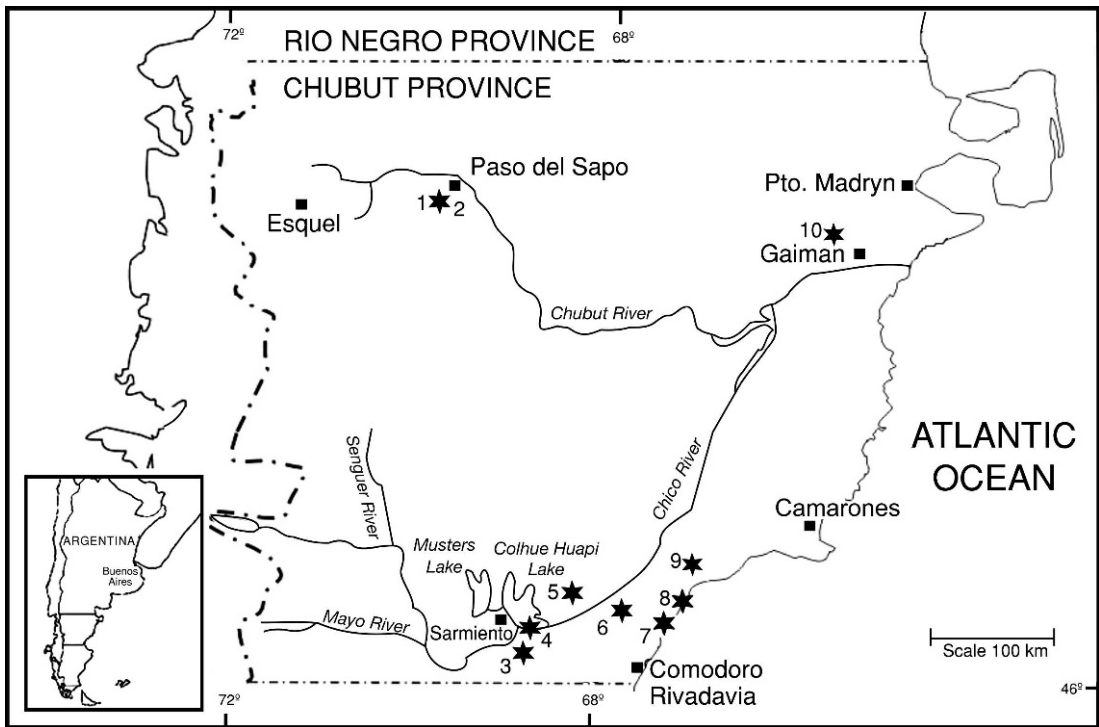 72º
68º
RIO NEGRO PROVINCE
CHUBUT PROVINCE
Paso del Sapo
1
2
Esquel
Pto. Madryn
10
Gaiman
Chubut River
ATLANTIC
OCEAN
Senguer River
Chico River
Camarones
Musters
Lake
Colhue Huapi
Lake
5
9
8
6
7
Mayo River
Sarmiento
4
3
Comodoro
Rivadavia
Scale 100 km
46º
72º
68º
ARGENTINA
Buenos
Aires